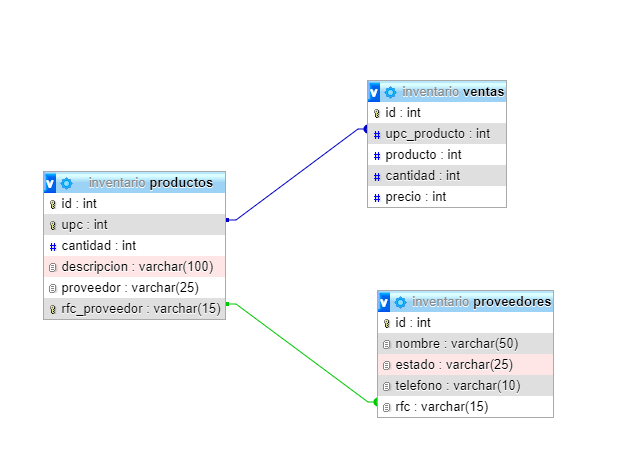 inventario ventas
id : int
upc_producto : int
producto : int
cantidad : int
precio : int
inventario productos
id : int
upc : int
cantidad : int
descripcion : varchar(100)
proveedor : varchar(25)
rfc_proveedor : varchar(15)
inventario proveedores
id : int
nombre : varchar(50)
estado : varchar(25)
telefono : varchar(10)
rfc : varchar(15)